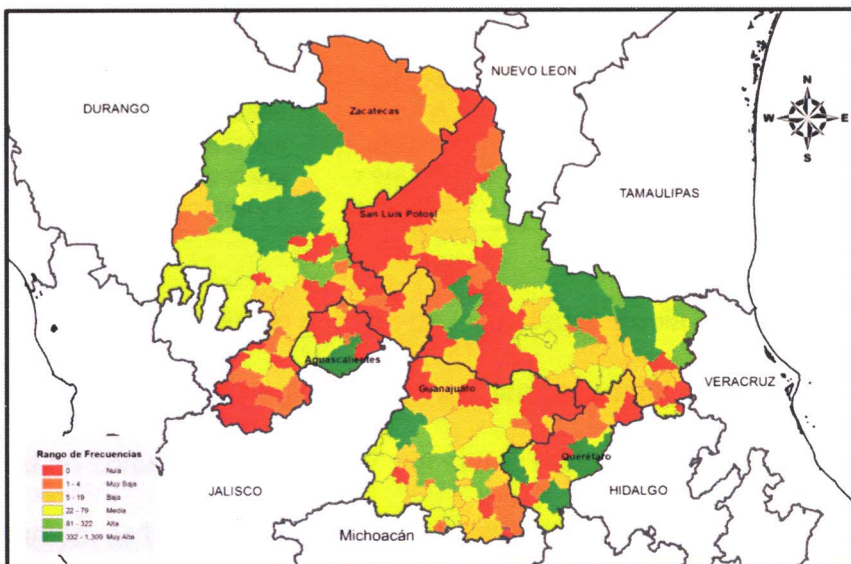 NUEVO LEON
DURANGO
Zacatecas
N
W E
S
TAMAULIPAS
San Luis Potosí
Aguascalientes
VERACRUZ
Guanajuato
Querétaro
JALISCO
HIDALGO
Michoacán
Rango de Frecuencias
0 Nula
1 - 4 Muy Baja
5 - 19 Baja
22 - 79 Media
81 - 322 Alta
332 - 1,309 Muy Alta